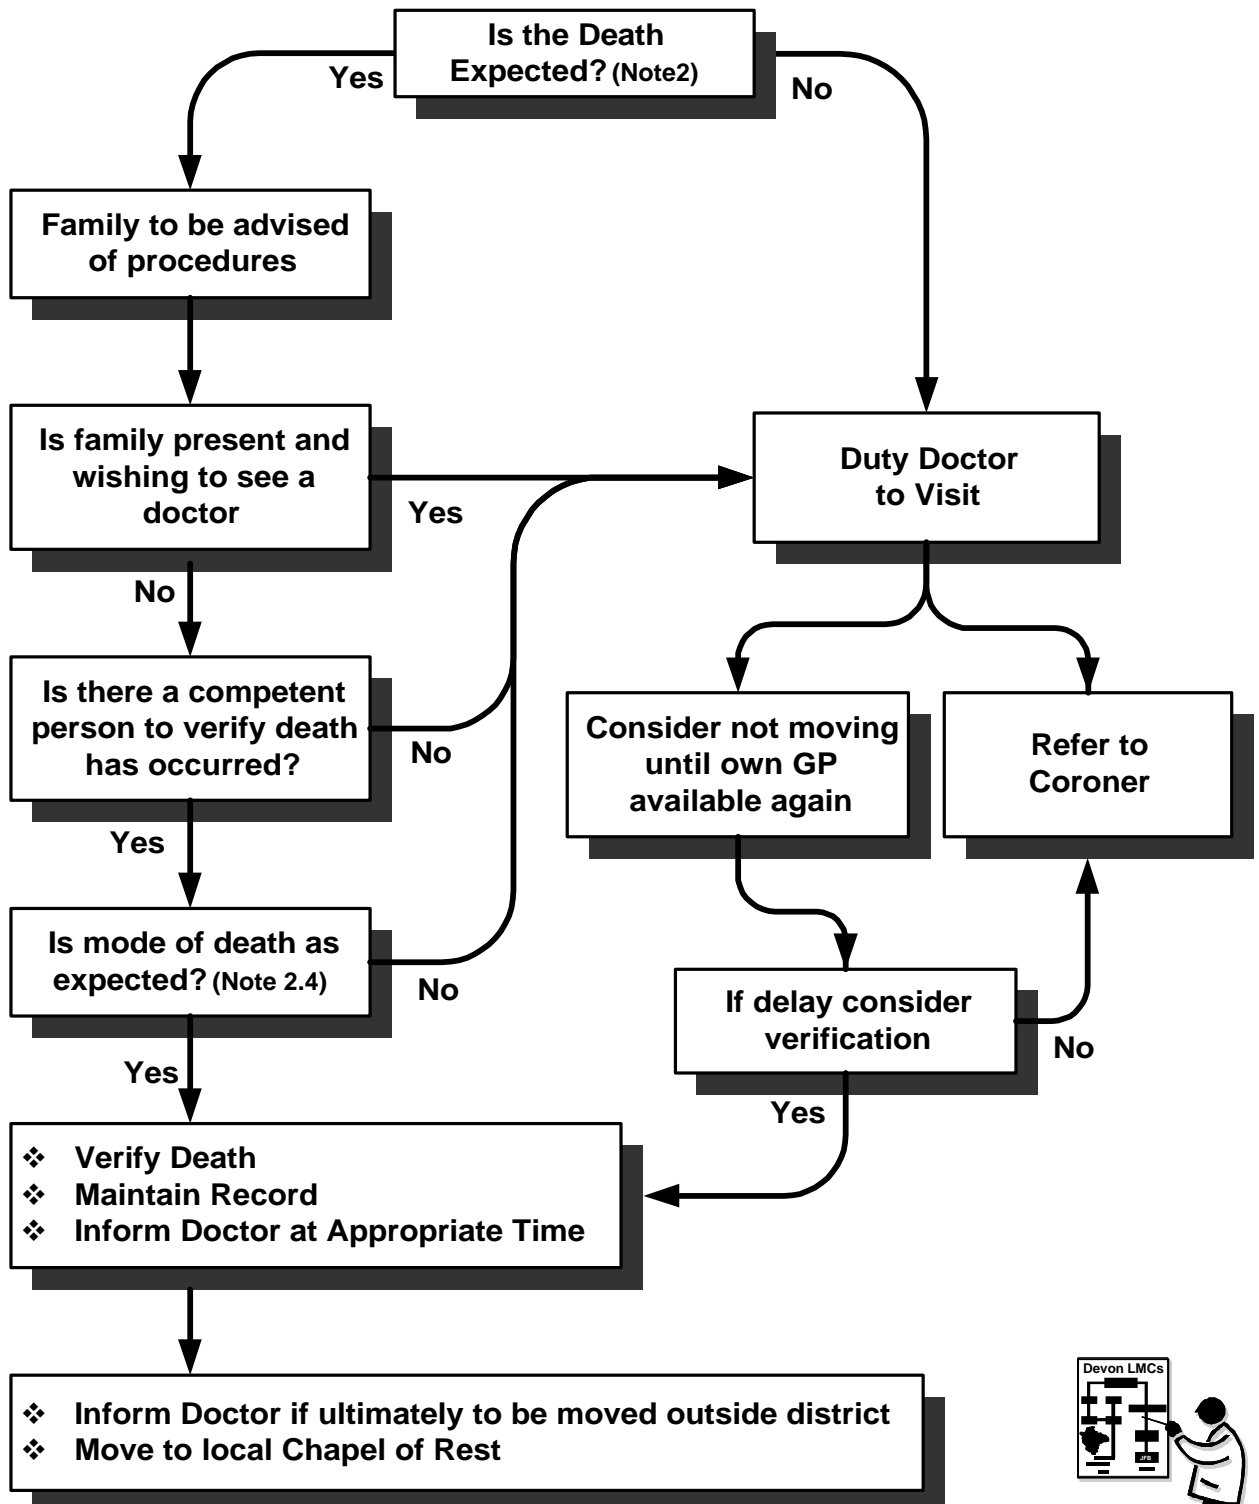 Is the Death
Expected? (Note2)
Yes
No
Family to be advised
of procedures
Is family present and
wishing to see a
doctor
Yes
No
Duty Doctor
to Visit
Is there a competent
person to verify death
has occurred?
No
Yes
Consider not moving
until own GP
available again
Refer to
Coroner
Is mode of death as
expected? (Note 2.4)
No
Yes
If delay consider
verification
No
Yes
❖ Verify Death
❖ Maintain Record
❖ Inform Doctor at Appropriate Time
❖ Inform Doctor if ultimately to be moved outside district
❖ Move to local Chapel of Rest
Devon LMCs
JFB